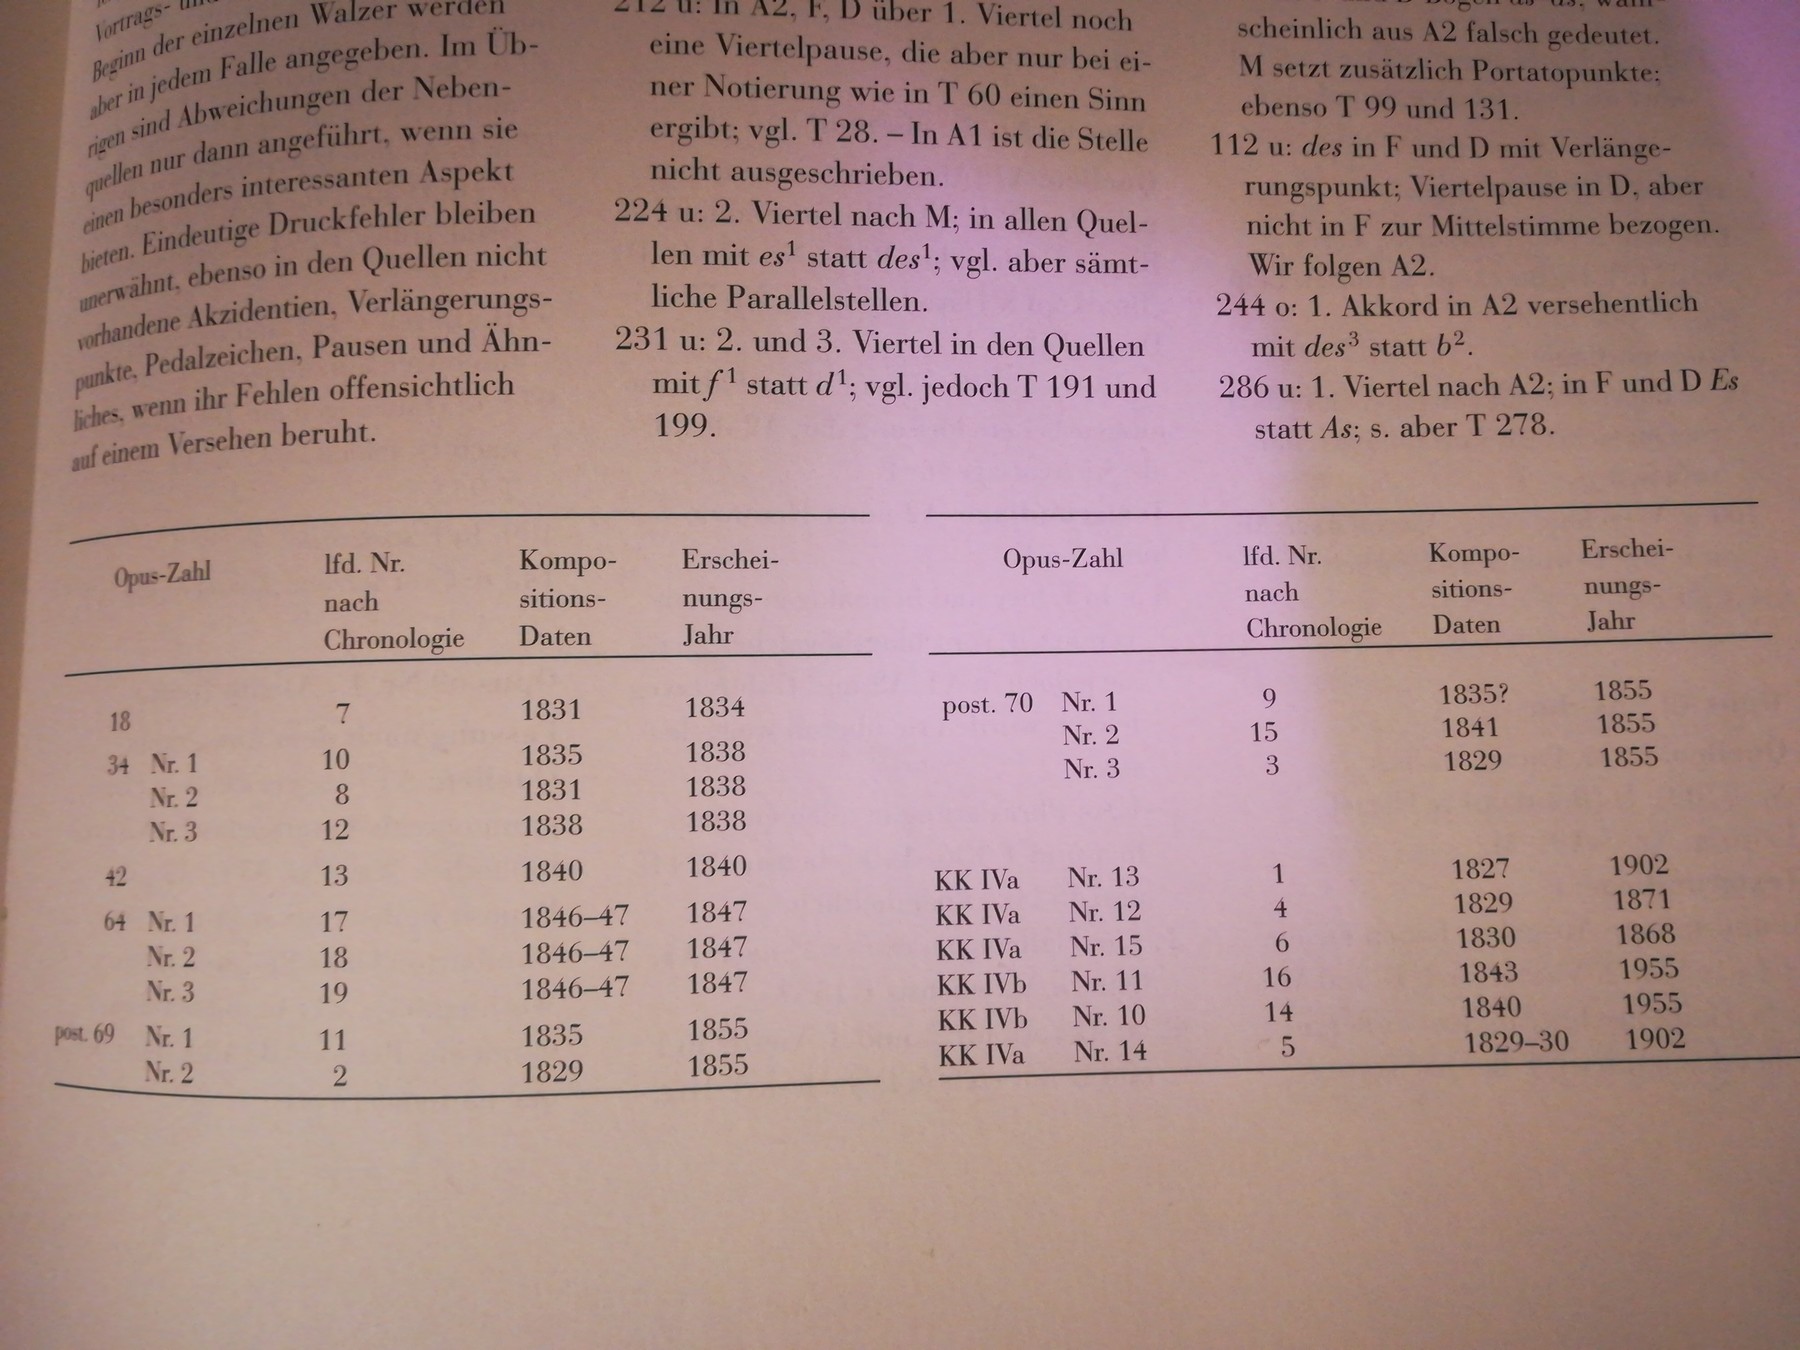 Vortrags-
Beginn der einzelnen Walzer werden
aber in jedem Falle angegeben. Im Üb-
rigen sind Abweichungen der Neben-
quellen nur dann angeführt, wenn sie
einen besonders interessanten Aspekt
bieten. Eindeutige Druckfehler bleiben
unerwähnt, ebenso in den Quellen nicht
vorhandene Akzidentien, Verlängerungs-
punkte, Pedalzeichen, Pausen und Ähn-
liches, wenn ihr Fehlen offensichtlich
auf einem Versehen beruht.
212 u: In A2, F, D über 1. Viertel noch
eine Viertelpause, die aber nur bei ei-
ner Notierung wie in T 60 einen Sinn
ergibt; vgl. T 28. – In A1 ist die Stelle
nicht ausgeschrieben.
224 u: 2. Viertel nach M; in allen Quel-
len mit es¹ statt des¹; vgl. aber sämt-
liche Parallelstellen.
231 u: 2. und 3. Viertel in den Quellen
mit f¹ statt d¹; vgl. jedoch T 191 und
199.
scheinlich aus A2 falsch gedeutet.
M setzt zusätzlich Portatopunkte;
ebenso T 99 und 131.
112 u: des in F und D mit Verlänge-
rungspunkt; Viertelpause in D, aber
nicht in F zur Mittelstimme bezogen.
Wir folgen A2.
244 o: 1. Akkord in A2 versehentlich
mit des³ statt b².
286 u: 1. Viertel nach A2; in F und D Es
statt As; s. aber T 278.
Opus-Zahl lfd. Nr. Kompo- Erschei-
nach sitions- nungs-
Chronologie Daten Jahr
18 7 1831 1834
34 Nr. 1 10 1835 1838
Nr. 2 8 1831 1838
Nr. 3 12 1838 1838
42 13 1840 1840
64 Nr. 1 17 1846–47 1847
Nr. 2 18 1846–47 1847
Nr. 3 19 1846–47 1847
post. 69 Nr. 1 11 1835 1855
Nr. 2 2 1829 1855
Opus-Zahl lfd. Nr. Kompo- Erschei-
nach sitions- nungs-
Chronologie Daten Jahr
post. 70 Nr. 1 9 1835? 1855
Nr. 2 15 1841 1855
Nr. 3 3 1829 1855
KK IVa Nr. 13 1 1827 1902
KK IVa Nr. 12 4 1829 1871
KK IVa Nr. 15 6 1830 1868
KK IVb Nr. 11 16 1843 1955
KK IVb Nr. 10 14 1840 1955
KK IVa Nr. 14 5 1829–30 1902